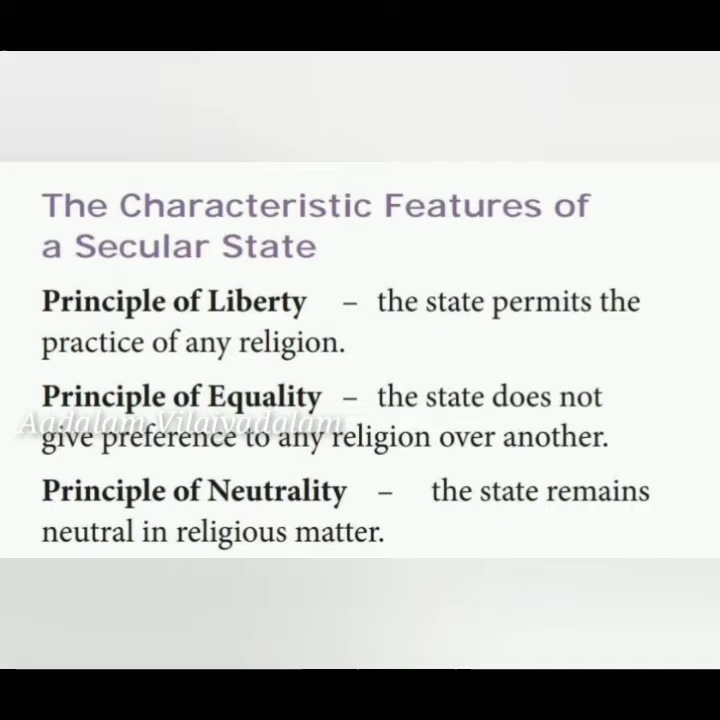 The Characteristic Features of
a Secular State
Principle of Liberty – the state permits the
practice of any religion.
Principle of Equality – the state does not
Aadalam Vilaiyadalam
give preference to any religion over another.
Principle of Neutrality – the state remains
neutral in religious matter.